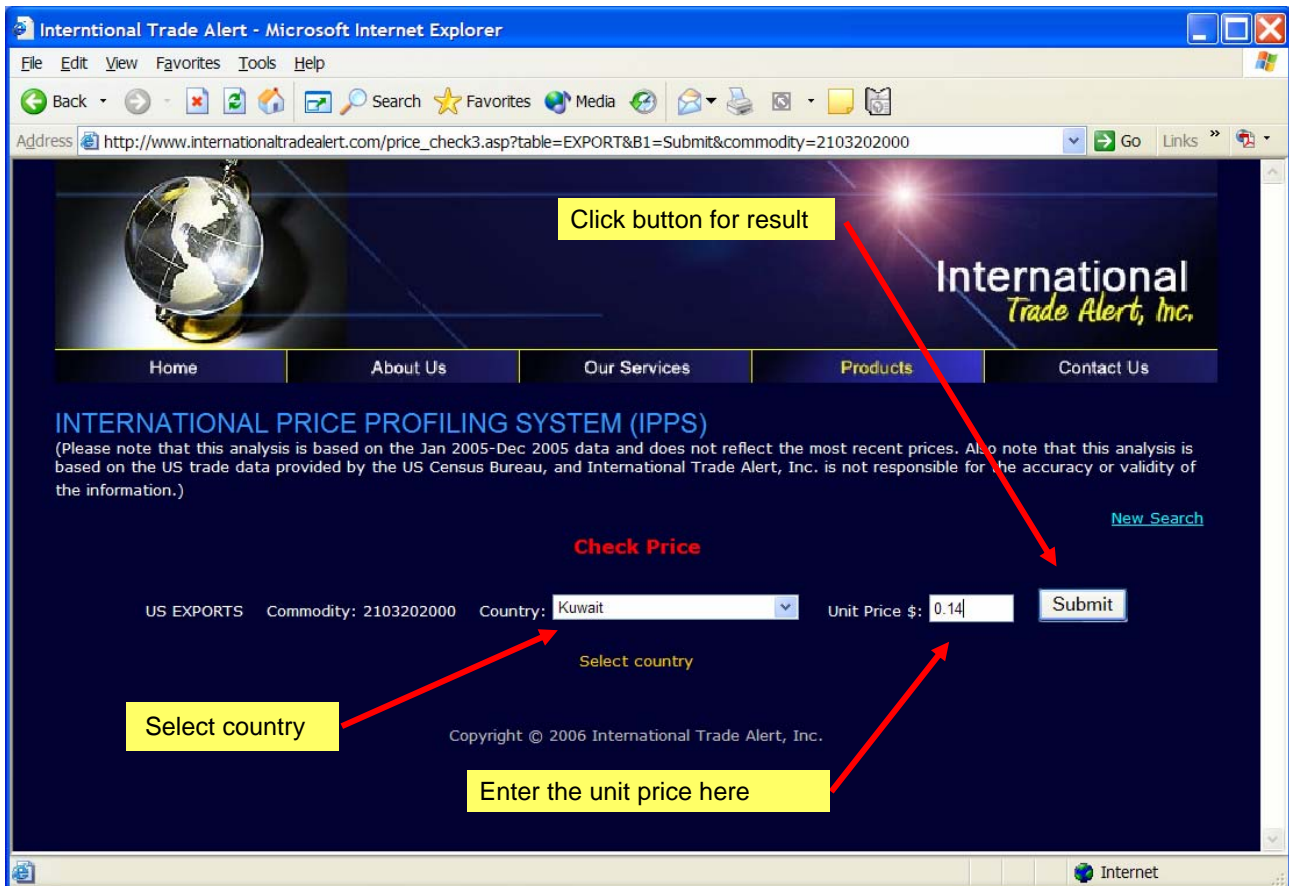 Interntional Trade Alert - Microsoft Internet Explorer
File Edit View Favorites Tools Help
Back Search Favorites Media
Address http://www.internationaltradealert.com/price_check3.asp?table=EXPORT&B1=Submit&commodity=2103202000 Go Links »
Click button for result
International
Trade Alert, Inc.
Home About Us Our Services Products Contact Us
INTERNATIONAL PRICE PROFILING SYSTEM (IPPS)
(Please note that this analysis is based on the Jan 2005-Dec 2005 data and does not reflect the most recent prices. Also note that this analysis is
based on the US trade data provided by the US Census Bureau, and International Trade Alert, Inc. is not responsible for the accuracy or validity of
the information.)
New Search
Check Price
US EXPORTS Commodity: 2103202000 Country: Kuwait Unit Price $: 0.14 Submit
Select country
Select country
Copyright © 2006 International Trade Alert, Inc.
Enter the unit price here
Internet